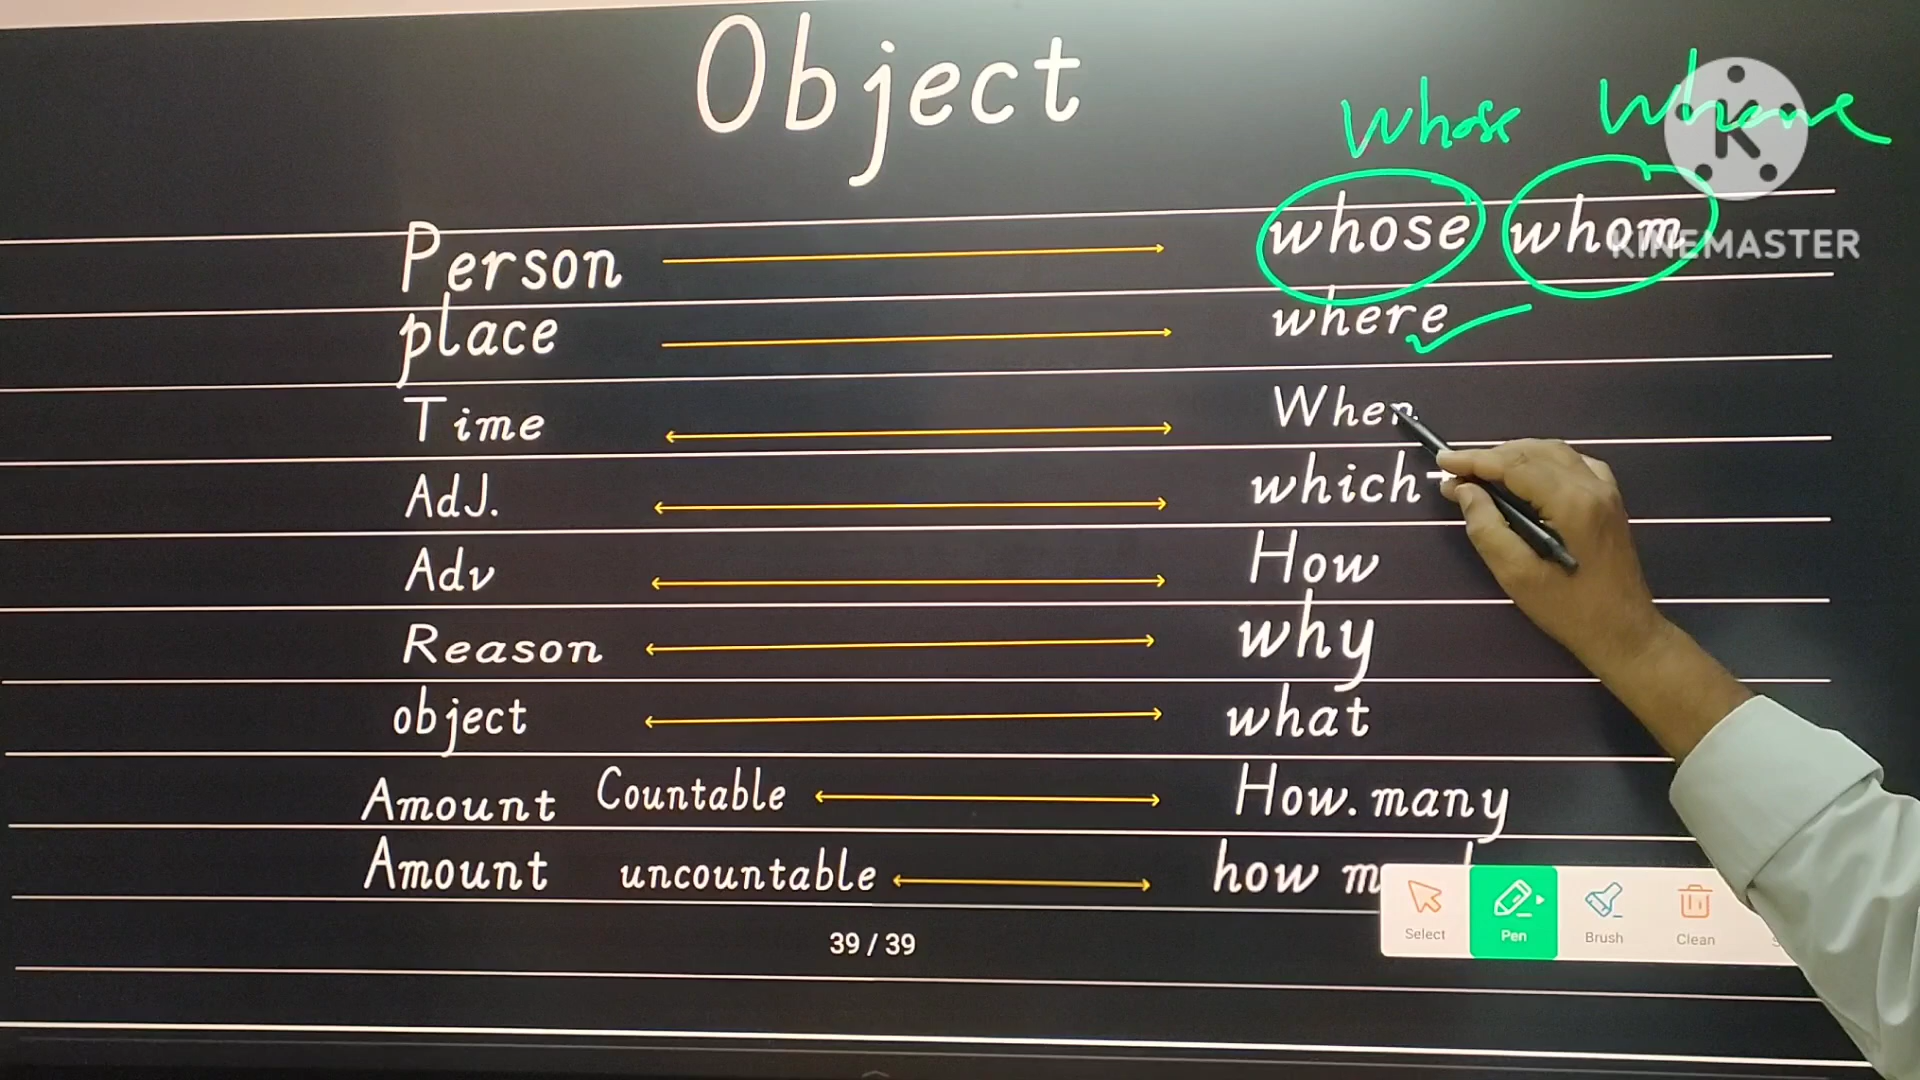 Object
Whose
Person whose whom
place where
Time When
AdJ. which
Adv How
Reason why
object what
Amount Countable How. many
Amount uncountable how
39 / 39
Select Pen Brush Clean
KINEMASTER